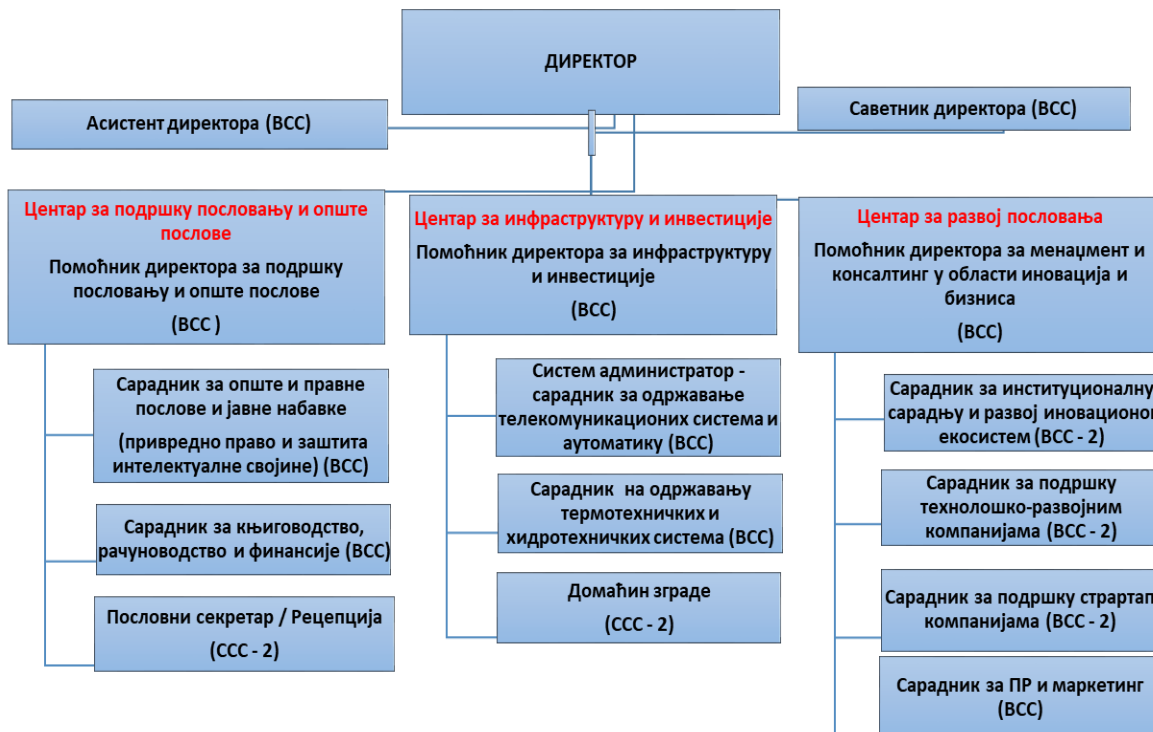 ДИРЕКТОР
Асистент директора (ВСС)
Саветник директора (ВСС)
Центар за подршку пословању и опште
послове
Помоћник директора за подршку
пословању и опште послове
(ВСС )
Сарадник за опште и правне
послове и јавне набавке
(привредно право и заштита
интелектуалне својине) (ВСС)
Сарадник за књиговодство,
рачуноводство и финансије (ВСС)
Пословни секретар / Рецепција
(ССС - 2)
Центар за инфраструктуру и инвестиције
Помоћник директора за инфраструктуру
и инвестиције
(ВСС)
Систем администратор -
сарадник за одржавање
телекомуникационих система и
аутоматику (ВСС)
Сарадник на одржавању
термотехничких и
хидротехничких система (ВСС)
Домаћин зграде
(ССС - 2)
Центар за развој пословања
Помоћник директора за менаџмент и
консалтинг у области иновација и
бизниса
(ВСС)
Сарадник за институционалну
сарадњу и развој иновационог
екосистем (ВСС - 2)
Сарадник за подршку
технолошко-развојним
компанијама (ВСС - 2)
Сарадник за подршку страртап
компанијама (ВСС - 2)
Сарадник за ПР и маркетинг
(ВСС)